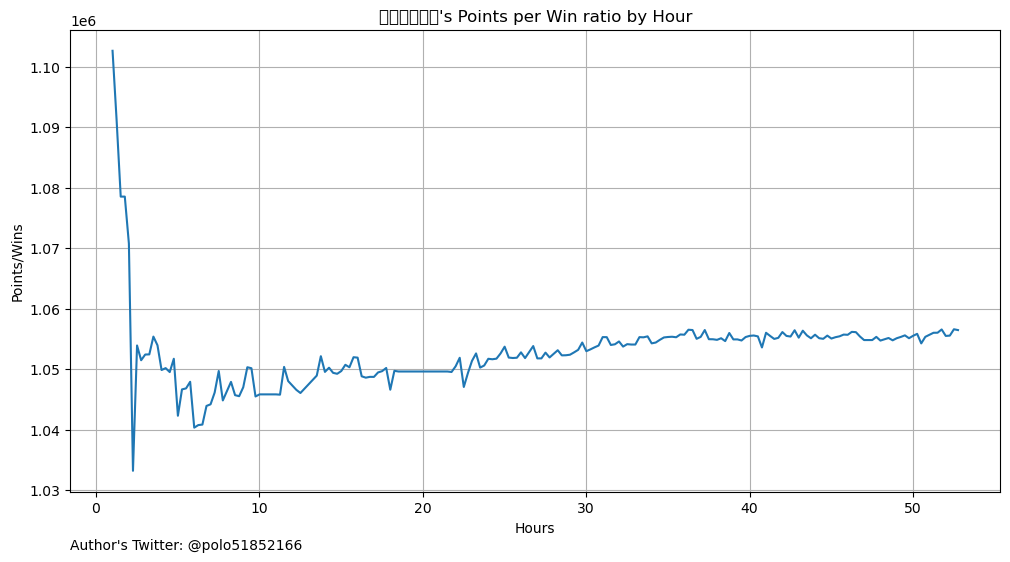 's Points per Win ratio by Hour
1e6
1.10
1.09
1.08
1.07
1.06
1.05
1.04
1.03
Points/Wins
0 10 20 30 40 50
Hours
Author's Twitter: @polo51852166